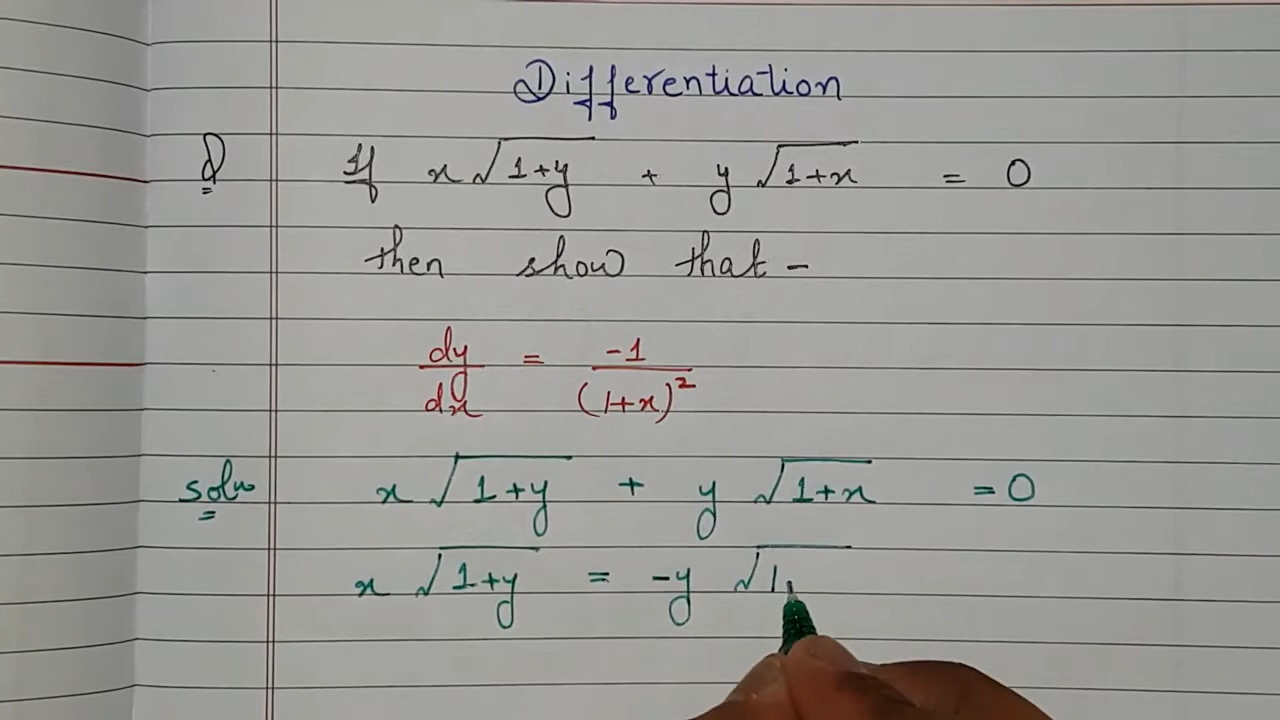 Differentiation
Q If x√1+y + y√1+x = 0
then show that -
dy/dx = -1/(1+x)²
soln x√1+y + y√1+x = 0
x√1+y = -y√1